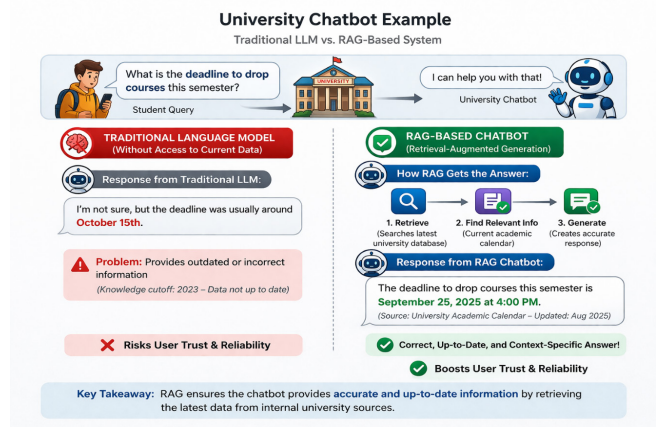 University Chatbot Example
Traditional LLM vs. RAG-Based System
What is the deadline to drop
courses this semester?
Student Query
UNIVERSITY
I can help you with that!
University Chatbot
TRADITIONAL LANGUAGE MODEL
(Without Access to Current Data)
Response from Traditional LLM:
I'm not sure, but the deadline was usually around
October 15th.
Problem: Provides outdated or incorrect
information
(Knowledge cutoff: 2023 – Data not up to date)
Risks User Trust & Reliability
RAG-BASED CHATBOT
(Retrieval-Augmented Generation)
How RAG Gets the Answer:
1. Retrieve
(Searches latest
university database)
2. Find Relevant Info
(Current academic
calendar)
3. Generate
(Creates accurate
response)
Response from RAG Chatbot:
The deadline to drop courses this semester is
September 25, 2025 at 4:00 PM.
(Source: University Academic Calendar – Updated: Aug 2025)
Correct, Up-to-Date, and Context-Specific Answer!
Boosts User Trust & Reliability
Key Takeaway: RAG ensures the chatbot provides accurate and up-to-date information by retrieving
the latest data from internal university sources.